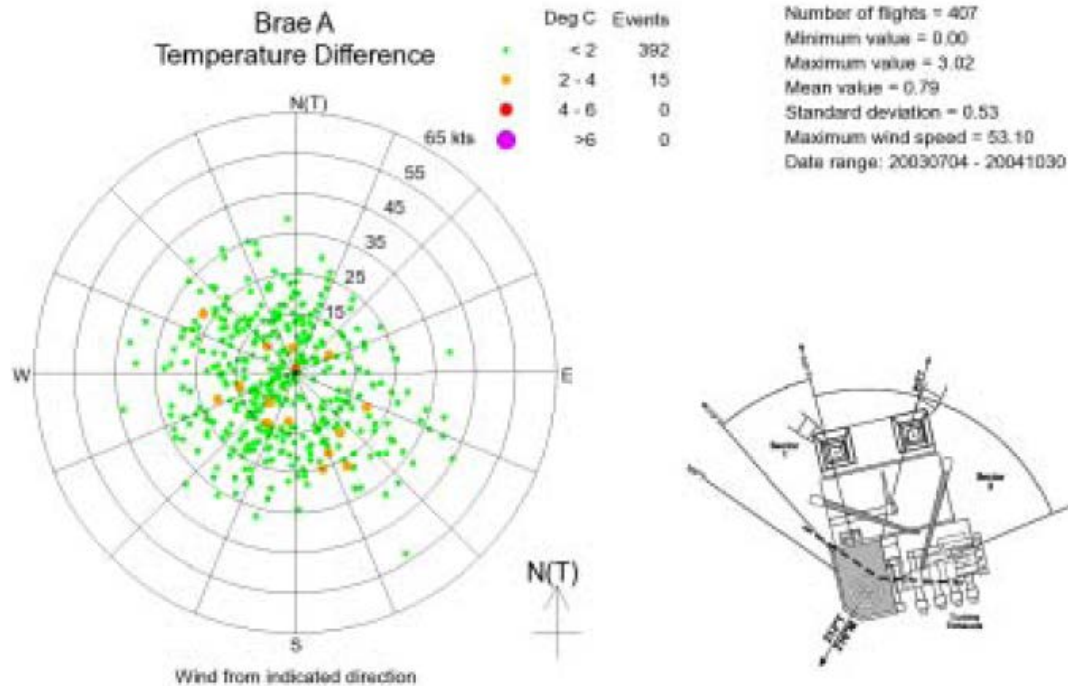 Brae A
Temperature Difference
Deg C Events
< 2 392
2 - 4 15
4 - 6 0
>6 0
Number of flights = 407
Minimum value = 0.00
Maximum value = 3.02
Mean value = 0.79
Standard deviation = 0.53
Maximum wind speed = 53.10
Date range: 20030704 - 20041030
N(T)
65 kts
55
45
35
25
15
W
E
S
N(T)
Wind from indicated direction